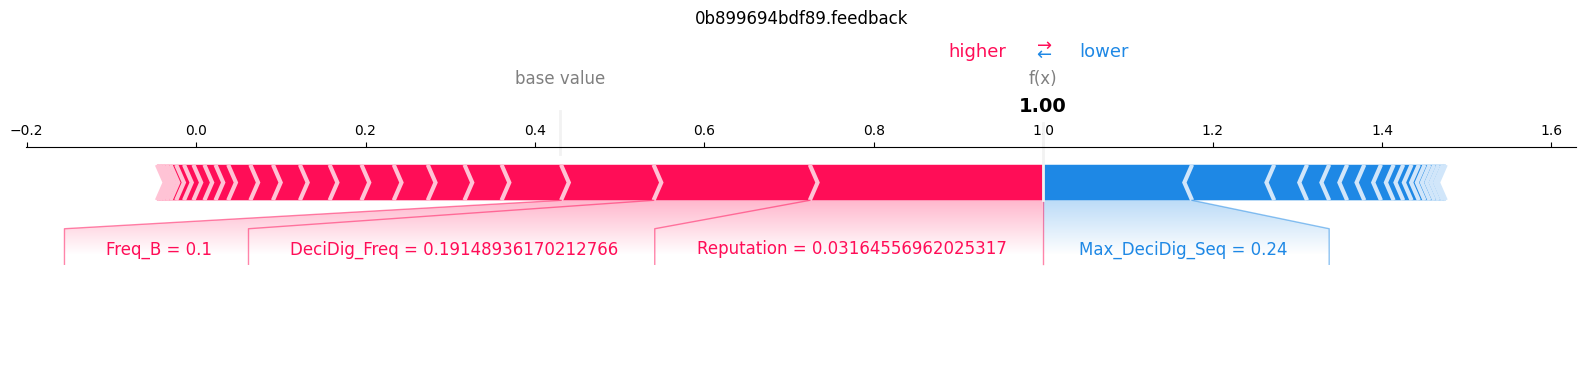 0b899694bdf89.feedback
higher → ← lower
base value f(x)
1.00
−0.2 0.0 0.2 0.4 0.6 0.8 1.0 1.2 1.4 1.6
Freq_B = 0.1 DeciDig_Freq = 0.19148936170212766 Reputation = 0.03164556962025317 Max_DeciDig_Seq = 0.24